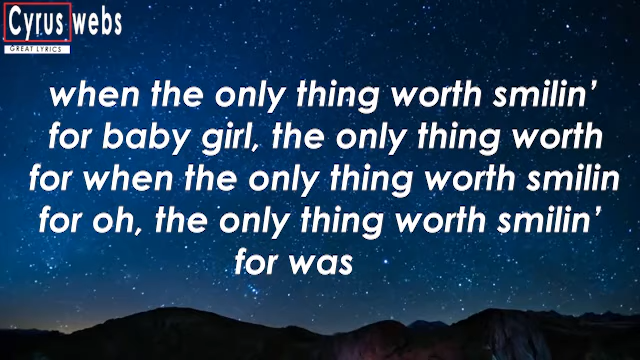 Cyrus webs
GREAT LYRICS
when the only thing worth smilin’
for baby girl, the only thing worth
for when the only thing worth smilin
for oh, the only thing worth smilin’
for was